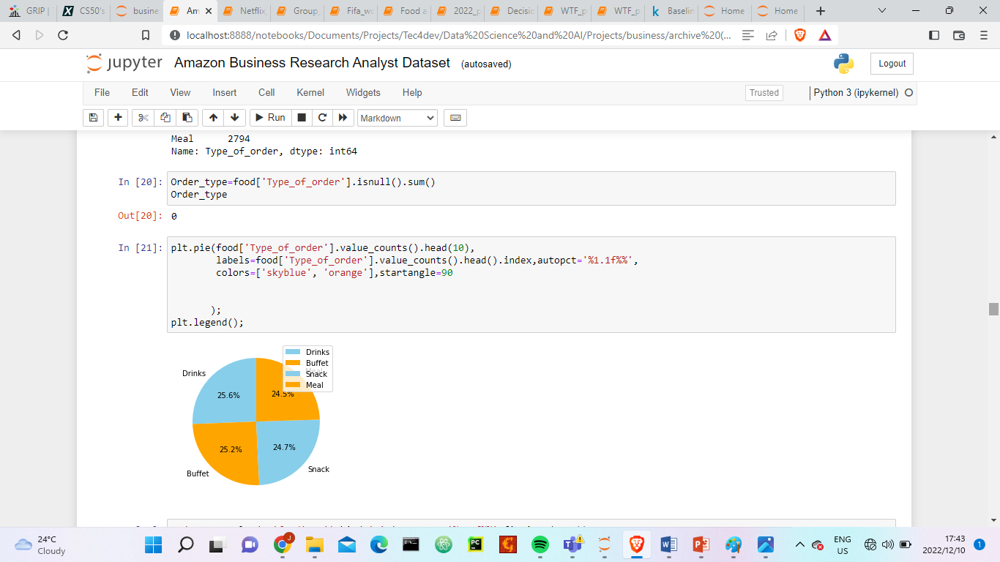 GRIP |
CS50's
busine
Am
Netflix
Group_
Fifa_wo
Food a
2022_p
Decisio
WTF_p
WTF_p
Baselin
Home
Home
localhost:8888/notebooks/Documents/Projects/Tec4dev/Data%20Science%20and%20AI/Projects/business/archive%20(...
jupyter Amazon Business Research Analyst Dataset (autosaved)
Logout
File Edit View Insert Cell Kernel Widgets Help
Trusted
Python 3 (ipykernel)
Run
Markdown
Meal 2794
Name: Type_of_order, dtype: int64
In [20]: Order_type=food['Type_of_order'].isnull().sum()
Order_type
Out[20]: 0
In [21]: plt.pie(food['Type_of_order'].value_counts().head(10),
labels=food['Type_of_order'].value_counts().head().index,autopct='%1.1f%%',
colors=['skyblue', 'orange'],startangle=90
);
plt.legend();
Drinks
Buffet
Snack
Meal
Drinks
25.6%
24.5%
25.2%
24.7%
Snack
Buffet
24°C
Cloudy
ENG
US
17:43
2022/12/10
1